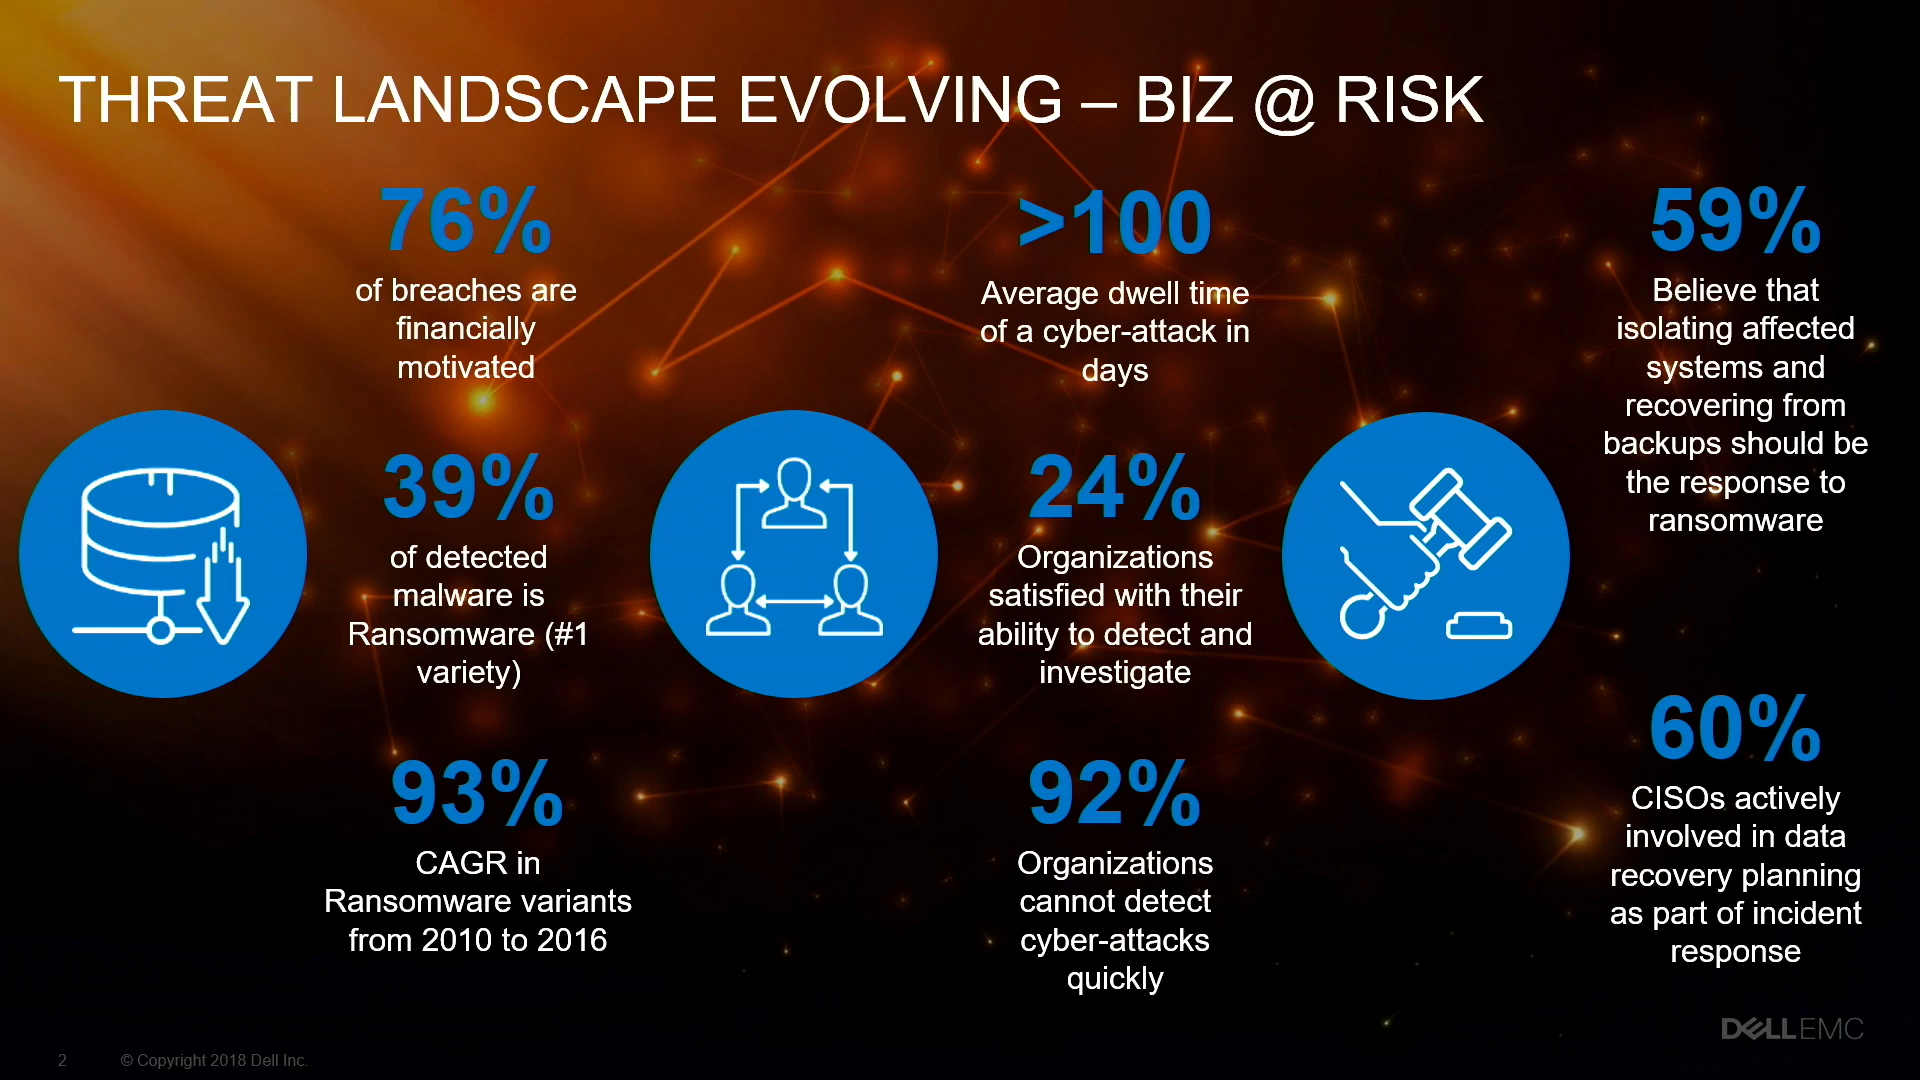 THREAT LANDSCAPE EVOLVING – BIZ @ RISK
76%
of breaches are
financially
motivated
39%
of detected
malware is
Ransomware (#1
variety)
93%
CAGR in
Ransomware variants
from 2010 to 2016
>100
Average dwell time
of a cyber-attack in
days
24%
Organizations
satisfied with their
ability to detect and
investigate
92%
Organizations
cannot detect
cyber-attacks
quickly
59%
Believe that
isolating affected
systems and
recovering from
backups should be
the response to
ransomware
60%
CISOs actively
involved in data
recovery planning
as part of incident
response
DELLEMC
2 © Copyright 2018 Dell Inc.